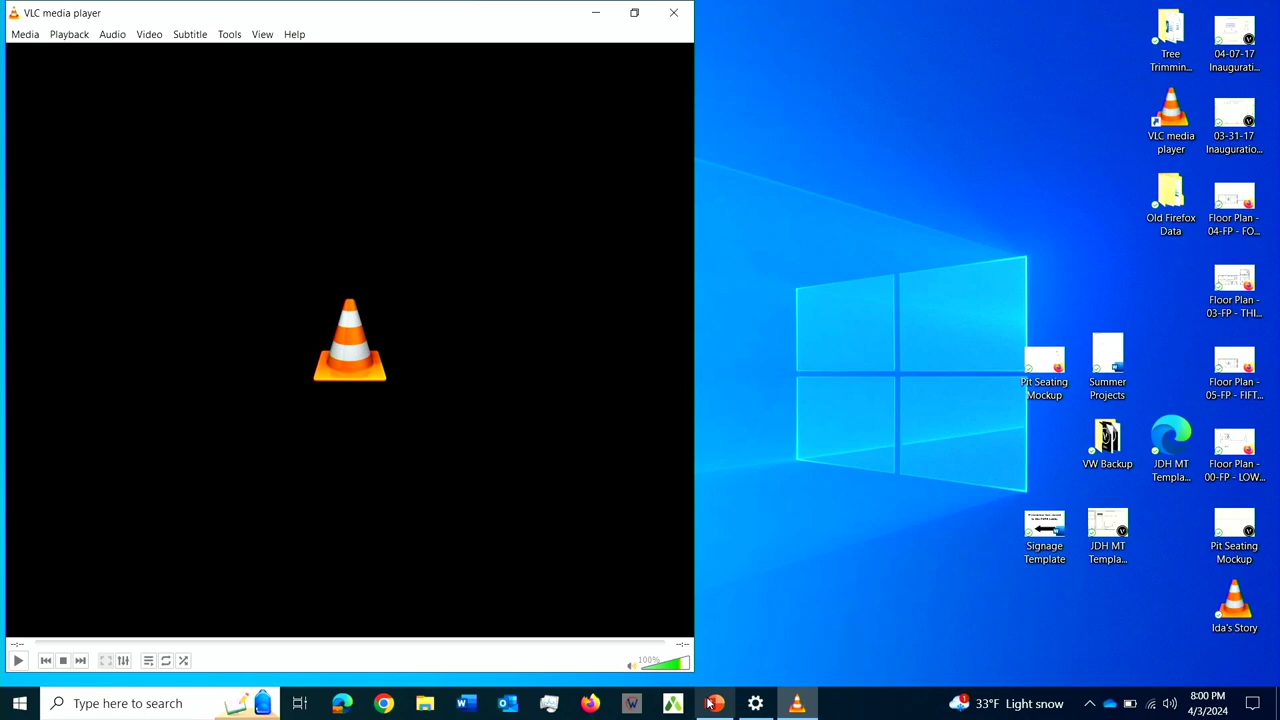 VLC media player
Media Playback Audio Video Subtitle Tools View Help
--:--
--:--
100%
Tree
Trimmin...
04-07-17
Inaugurati...
VLC media
player
03-31-17
Inauguratio...
Old Firefox
Data
Floor Plan -
04-FP - FO...
Floor Plan -
03-FP - THI...
Pit Seating
Mockup
Summer
Projects
Floor Plan -
05-FP - FIFT...
VW Backup
JDH MT
Templa...
Floor Plan -
00-FP - LOW...
Signage
Template
JDH MT
Templa...
Pit Seating
Mockup
Ida's Story
Type here to search
33°F Light snow
8:00 PM
4/3/2024